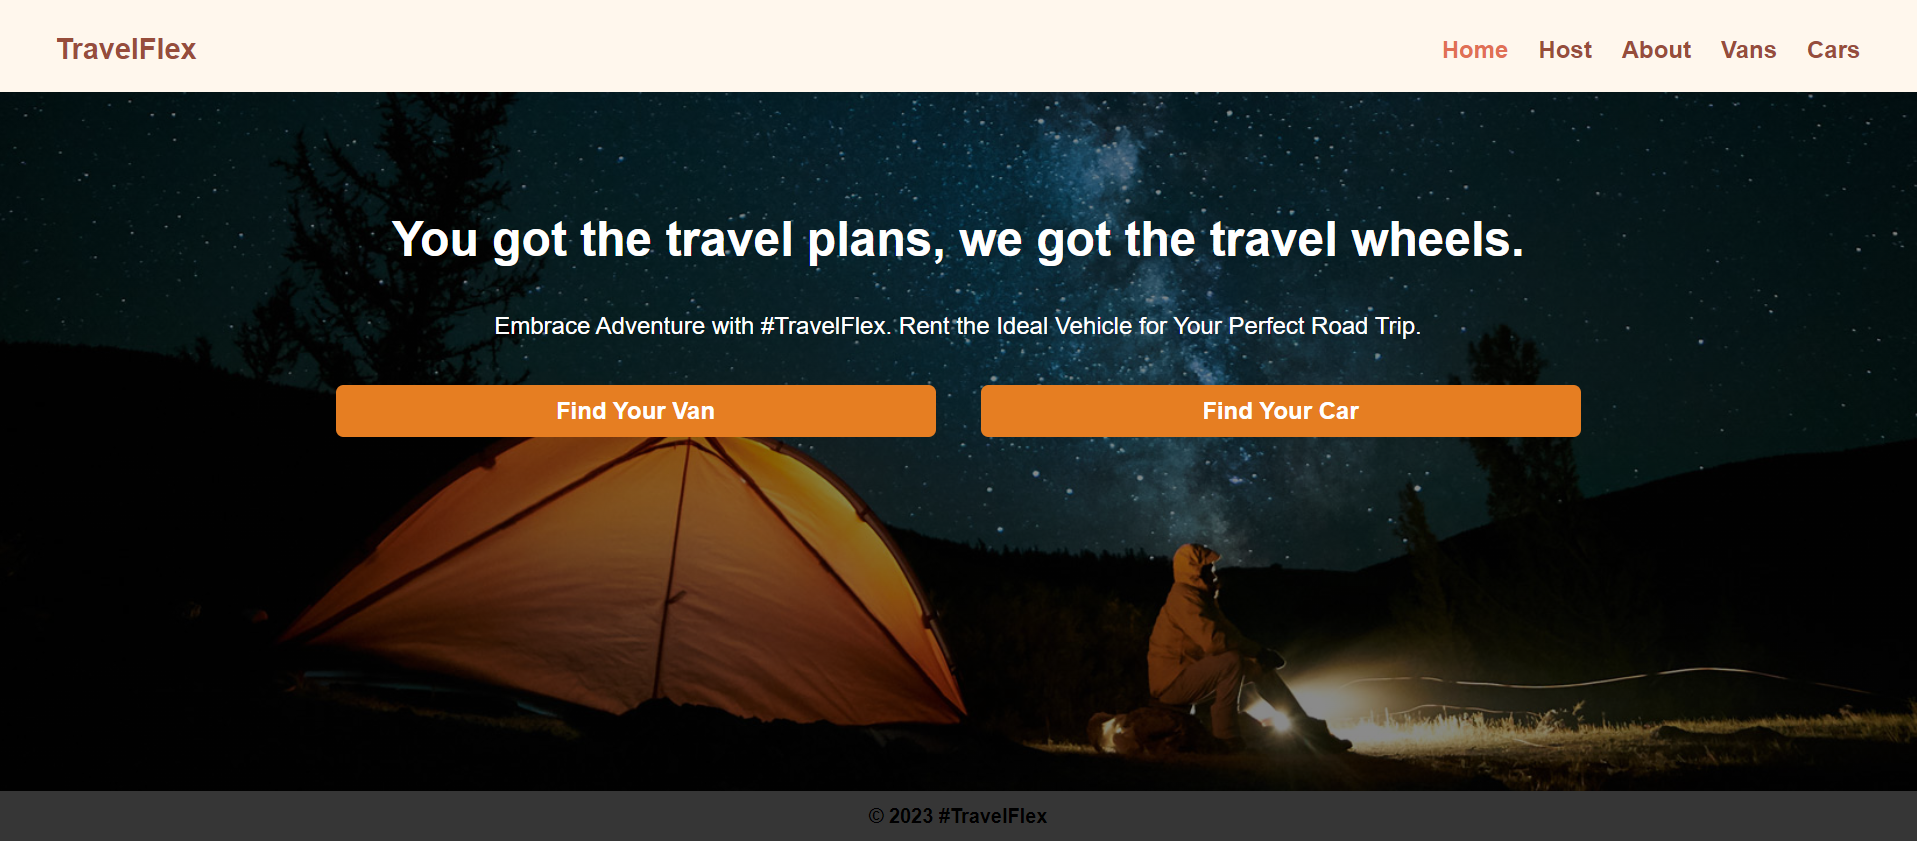 TravelFlex
Home Host About Vans Cars
You got the travel plans, we got the travel wheels.
Embrace Adventure with #TravelFlex. Rent the Ideal Vehicle for Your Perfect Road Trip.
Find Your Van
Find Your Car
© 2023 #TravelFlex